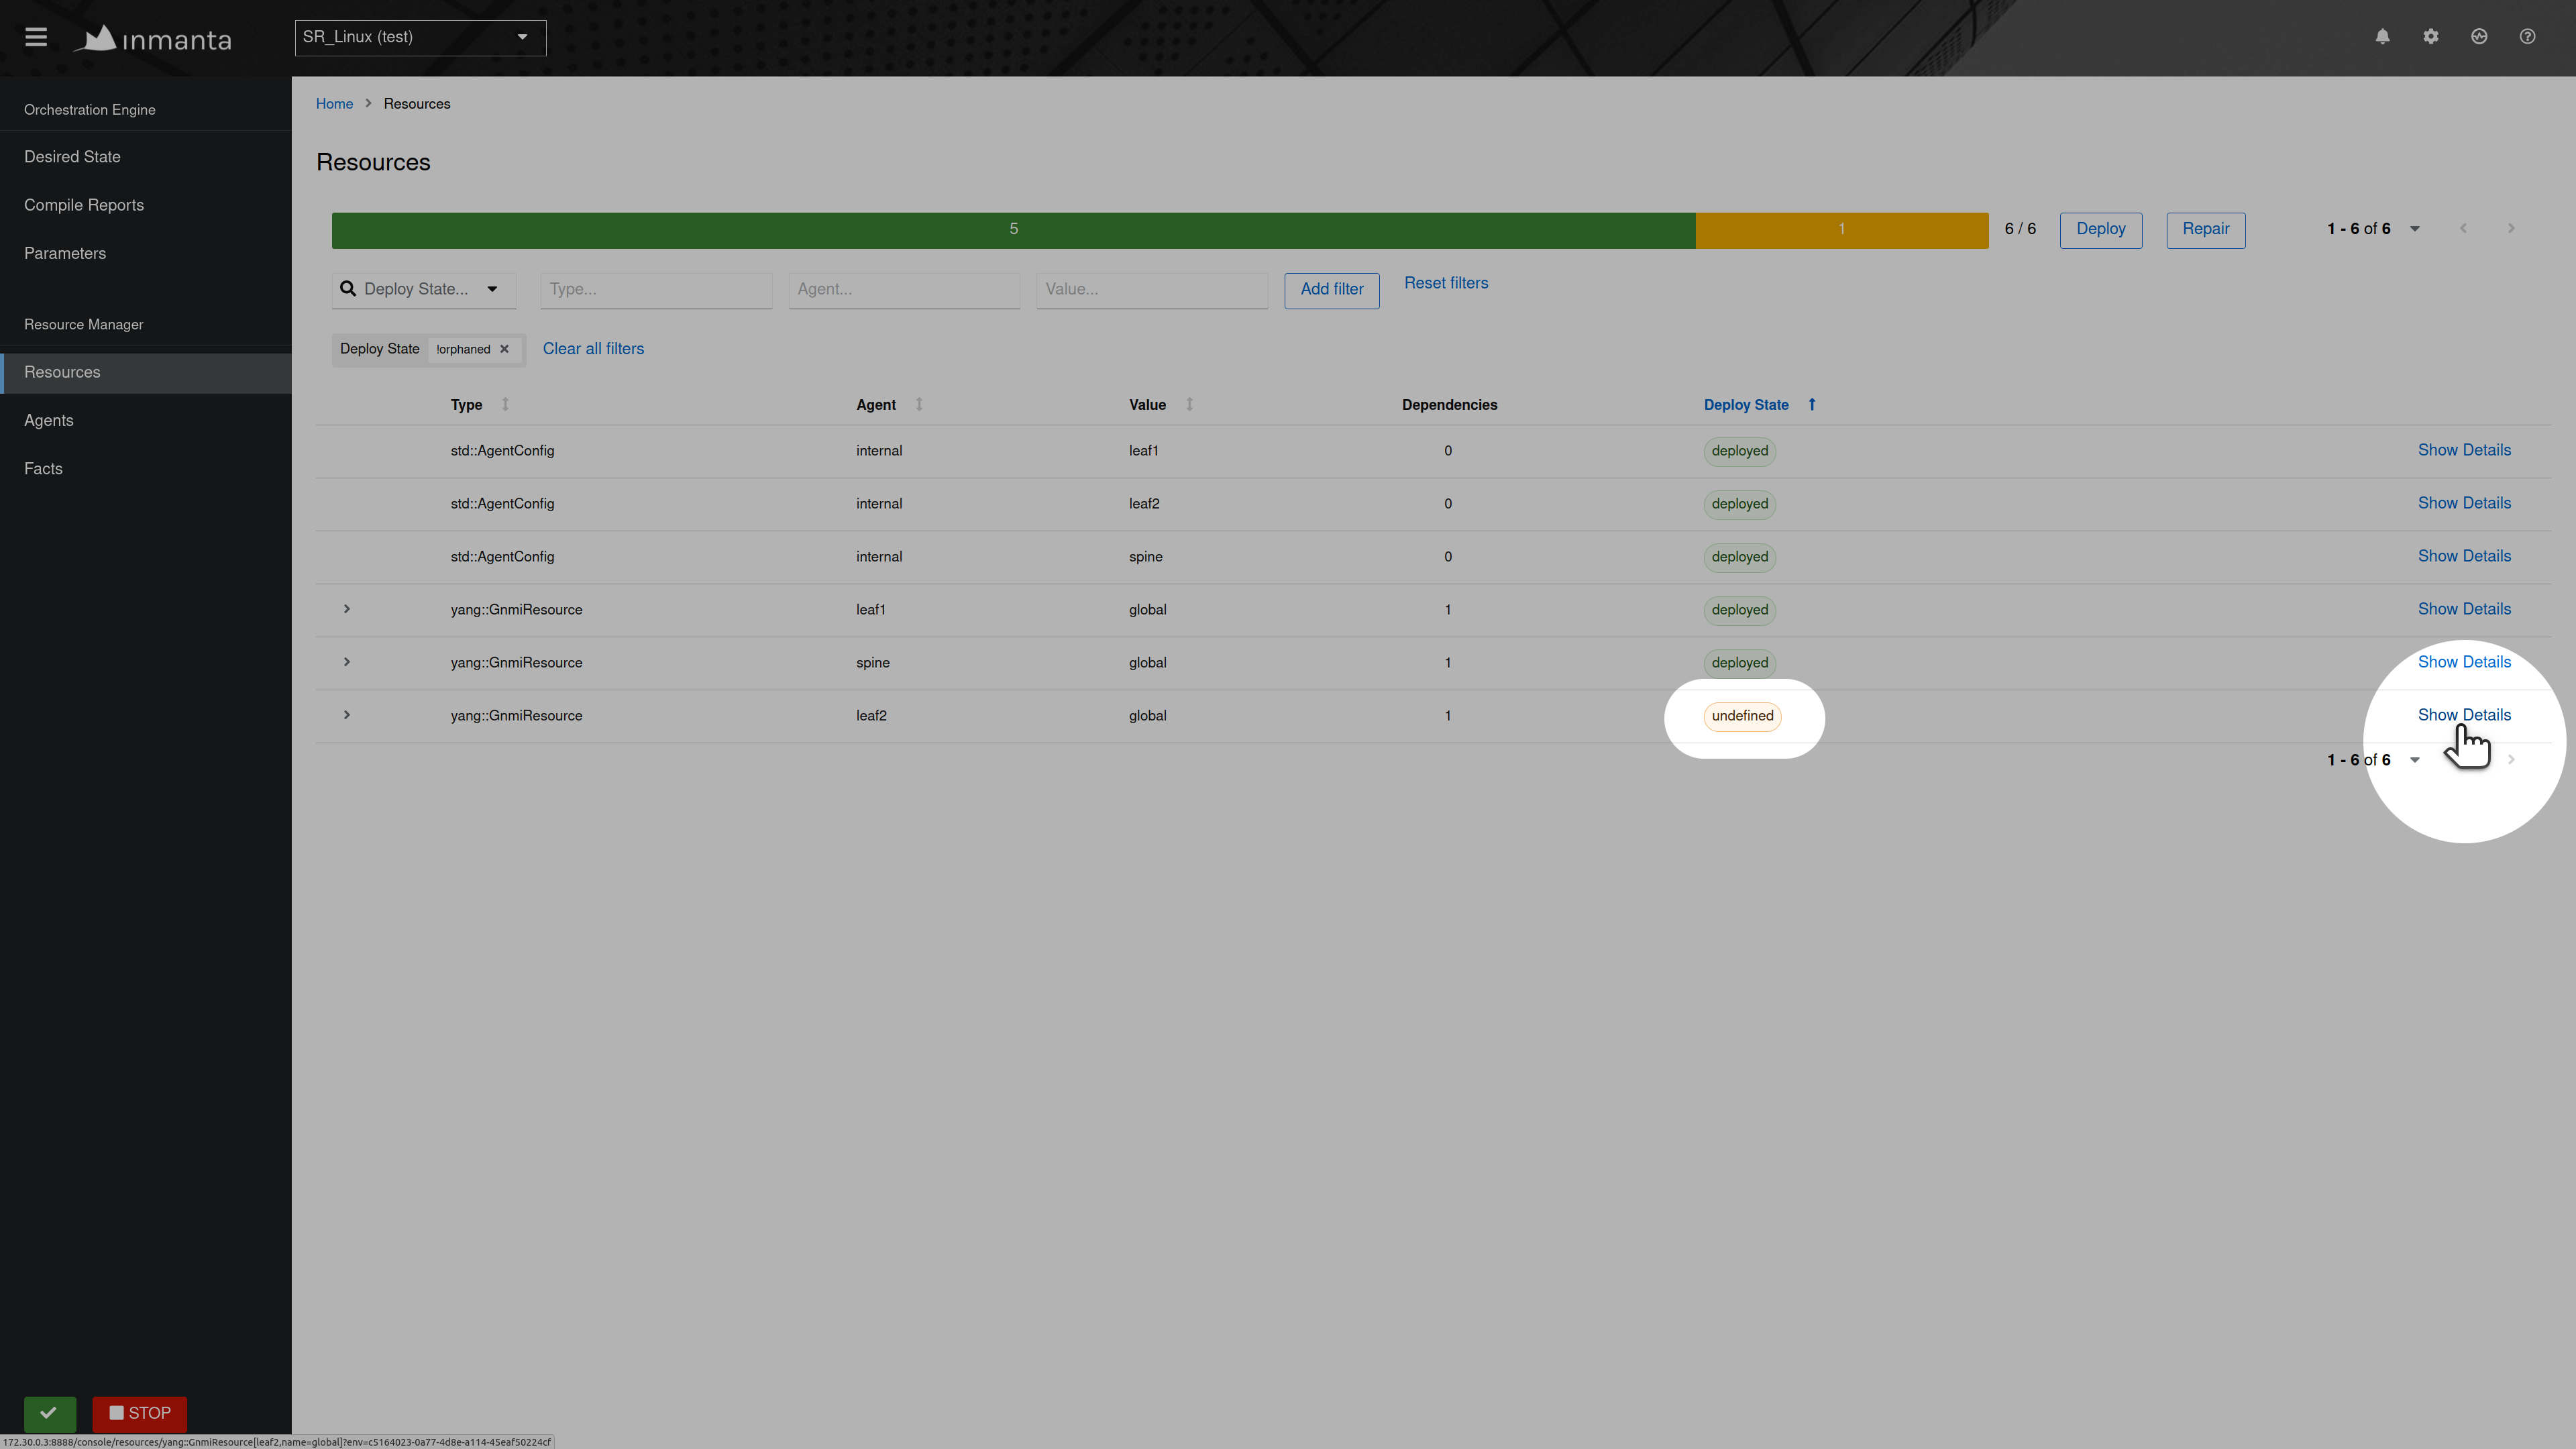 inmanta
SR_Linux (test)
Orchestration Engine
Desired State
Compile Reports
Parameters
Resource Manager
Resources
Agents
Facts
STOP
Home Resources
Resources
5 1 6 / 6 Deploy Repair 1 - 6 of 6
Deploy State... Type... Agent... Value... Add filter Reset filters
Deploy State !orphaned Clear all filters
Type Agent Value Dependencies Deploy State
std::AgentConfig internal leaf1 0 deployed Show Details
std::AgentConfig internal leaf2 0 deployed Show Details
std::AgentConfig internal spine 0 deployed Show Details
yang::GnmiResource leaf1 global 1 deployed Show Details
yang::GnmiResource spine global 1 deployed Show Details
yang::GnmiResource leaf2 global 1 undefined Show Details
1 - 6 of 6
172.30.0.3:8888/console/resources/yang::GnmiResource[leaf2,name=global]?env=c5164023-0a77-4d8e-a114-45eaf50224cf